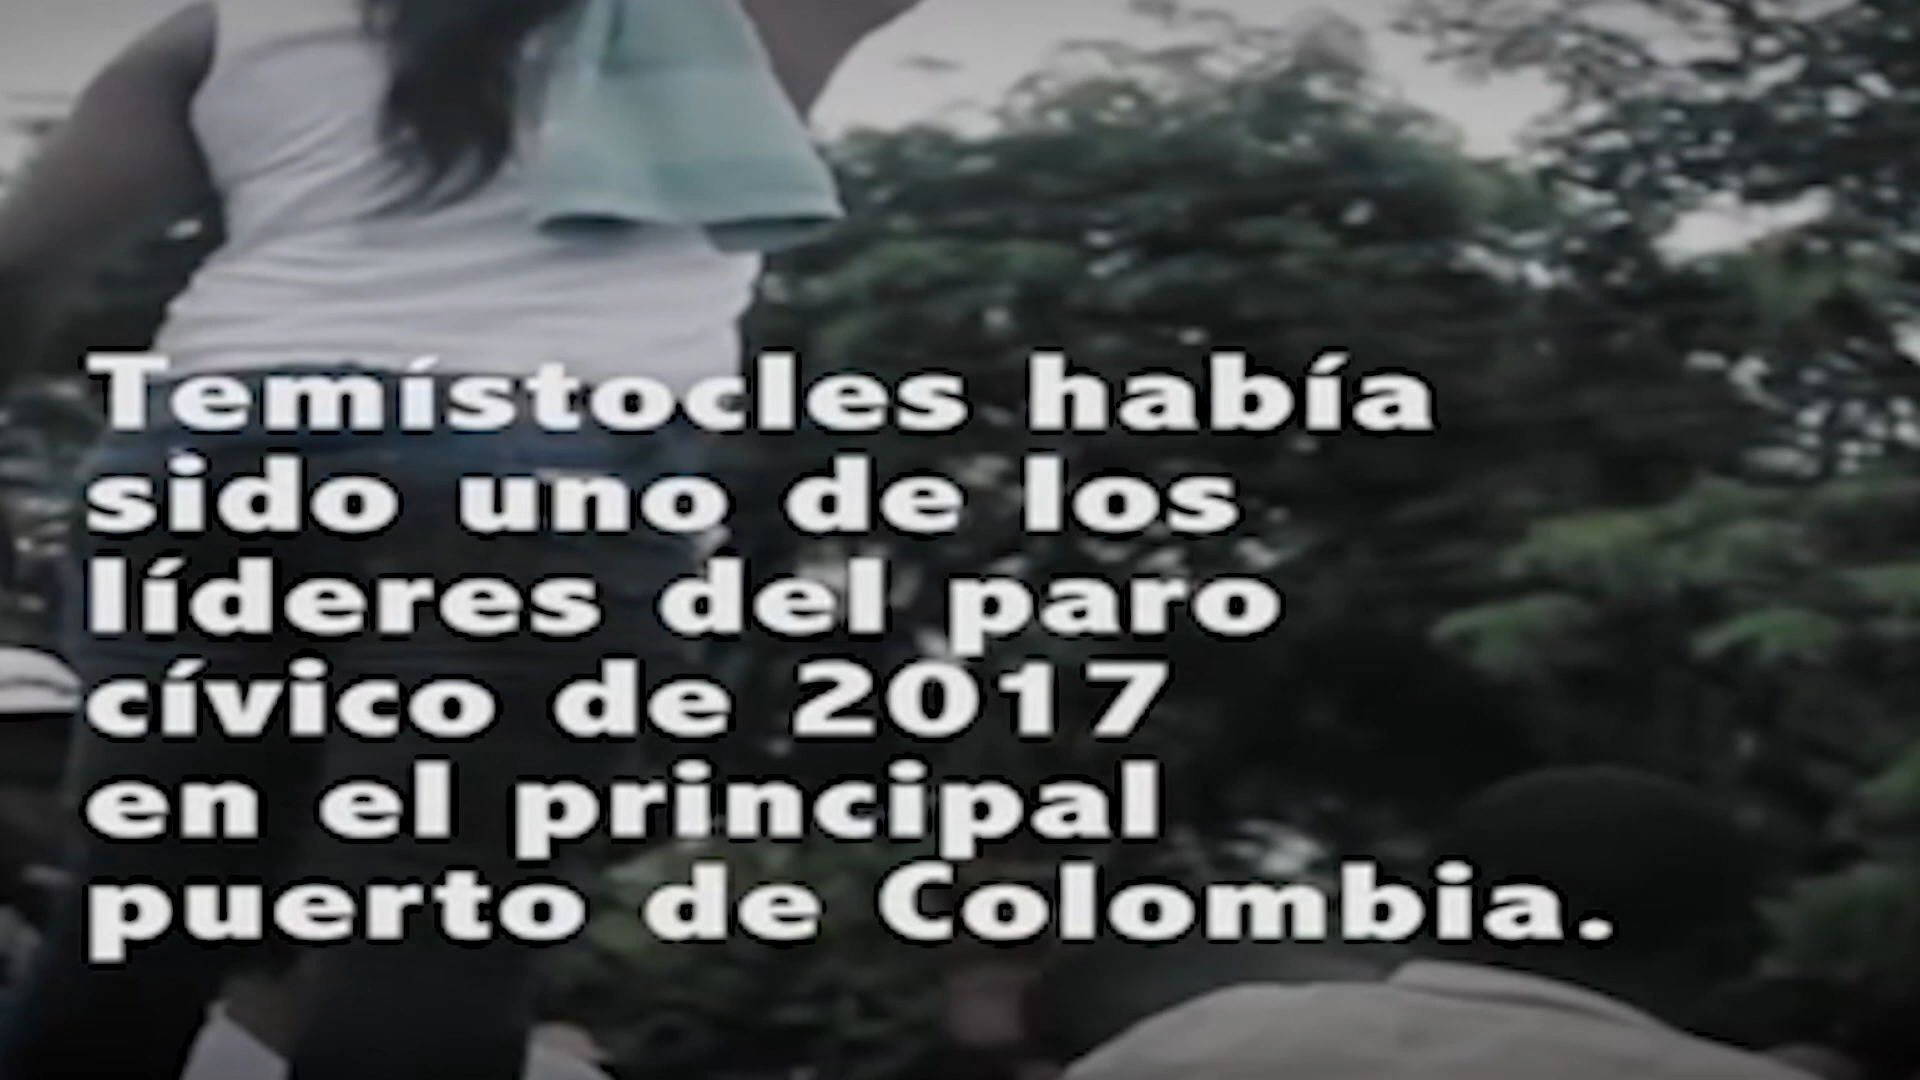 Temístocles había
sido uno de los
líderes del paro
cívico de 2017
en el principal
puerto de Colombia.